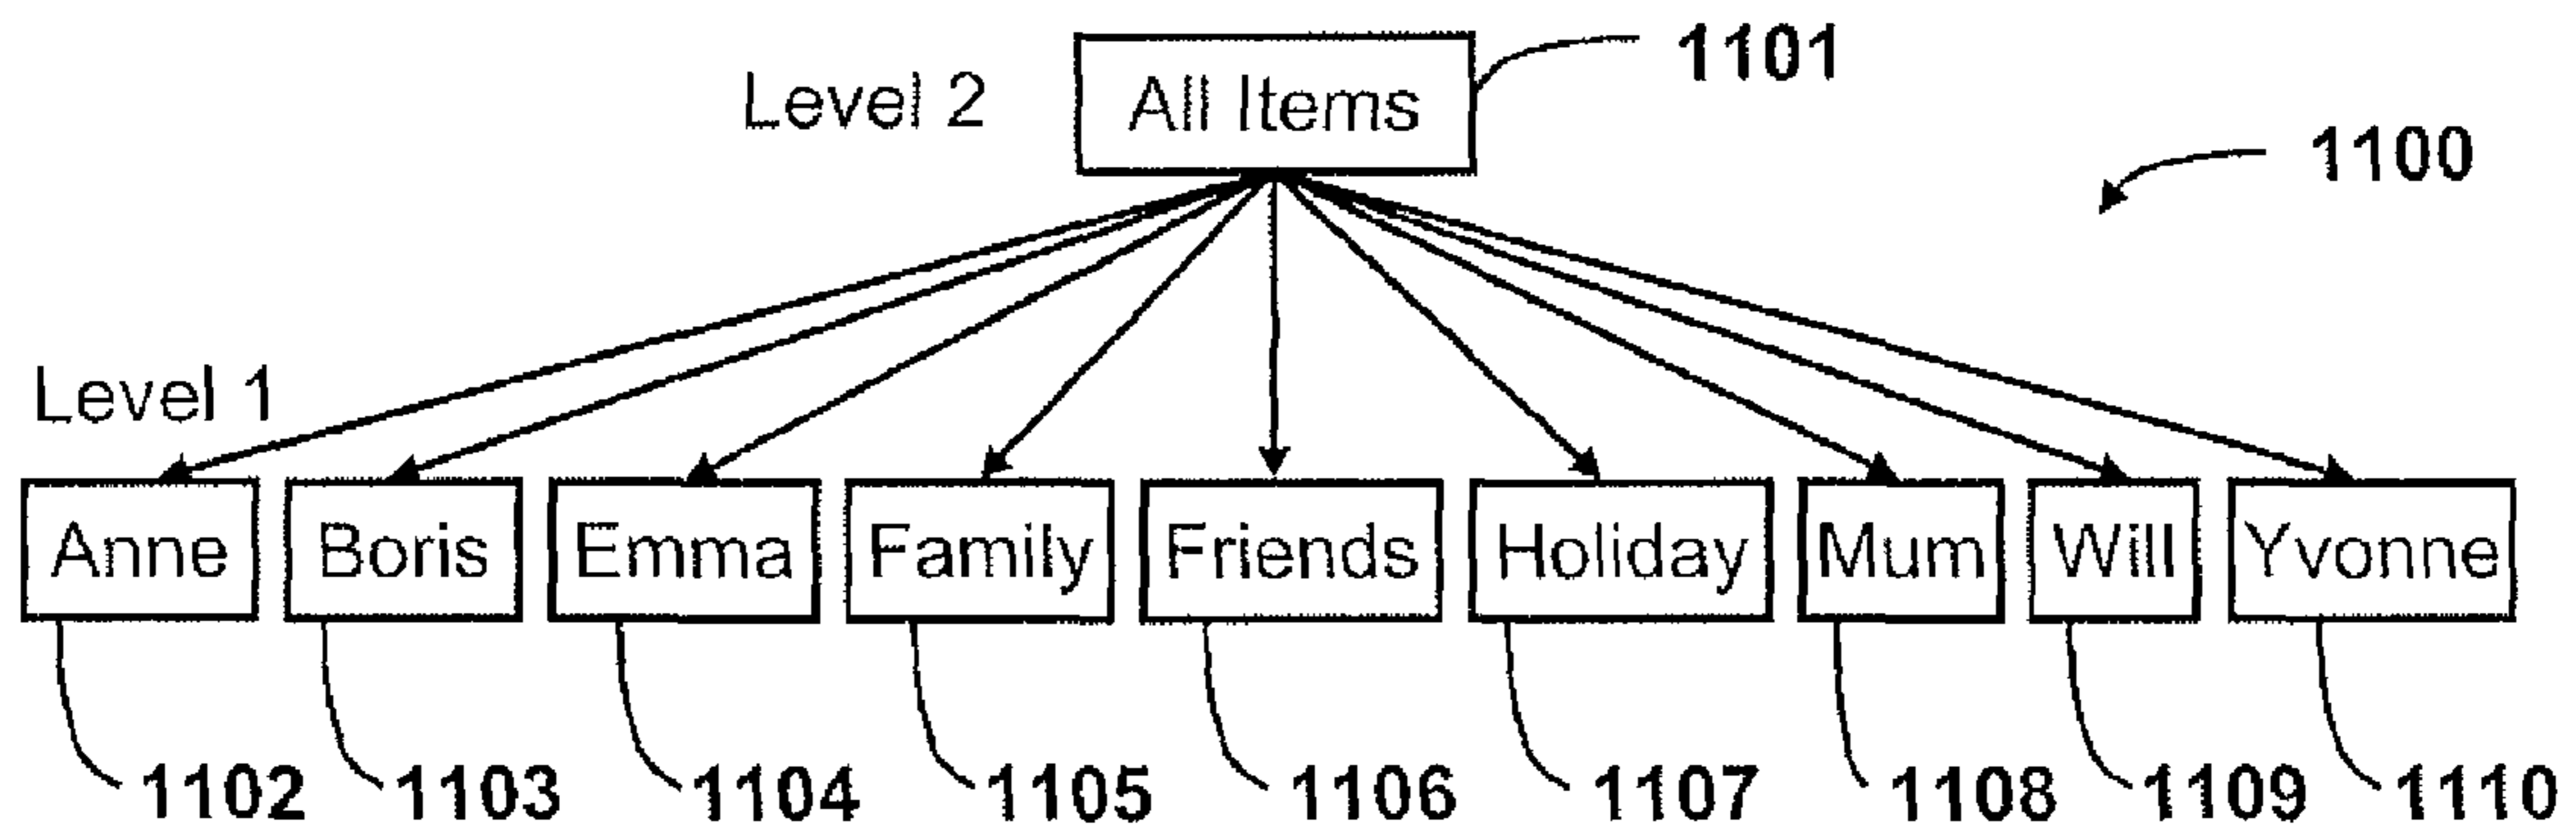 1101
Level 2 All Items
1100
Level 1
Anne Boris Emma Family Friends Holiday Mum Will Yvonne
1102 1103 1104 1105 1106 1107 1108 1109 1110